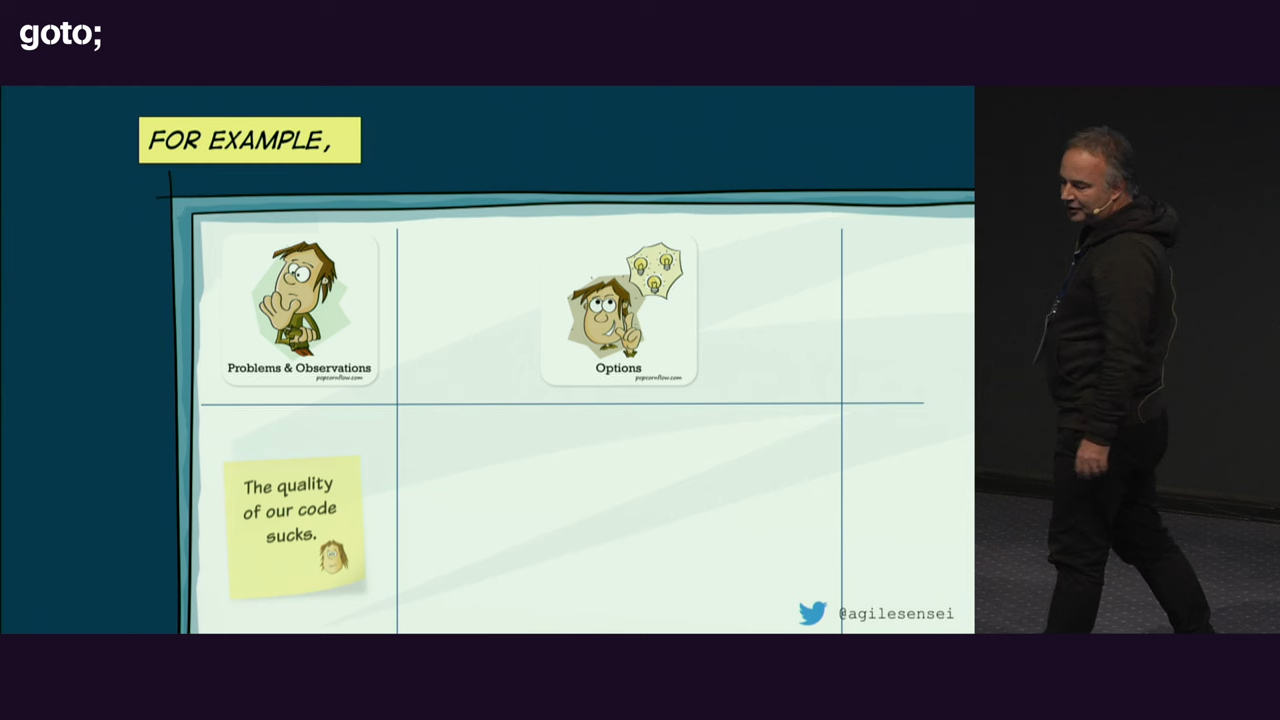 goto;
FOR EXAMPLE,
Problems & Observations
popcornflow.com
Options
popcornflow.com
The quality
of our code
sucks.
@agilesensei